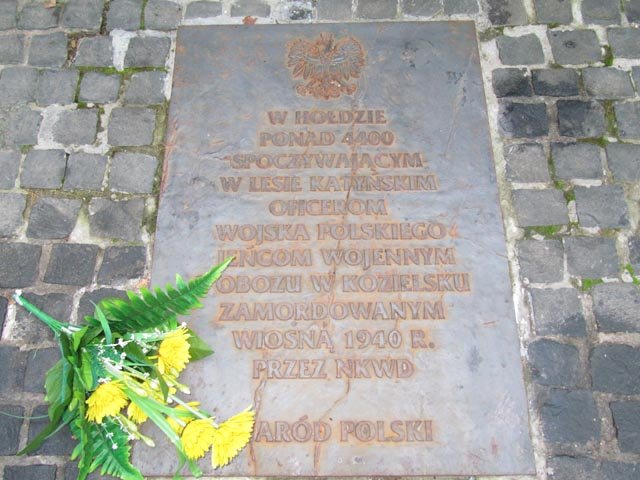 W HOŁDZIE
PONAD 4400
SPOCZYWAJĄCYM
W LESIE KATYŃSKIM
OFICEROM
WOJSKA POLSKIEGO
JEŃCOM WOJENNYM
OBOZU W KOZIELSKU
ZAMORDOWANYM
WIOSNĄ 1940 R.
PRZEZ NKWD
NARÓD POLSKI